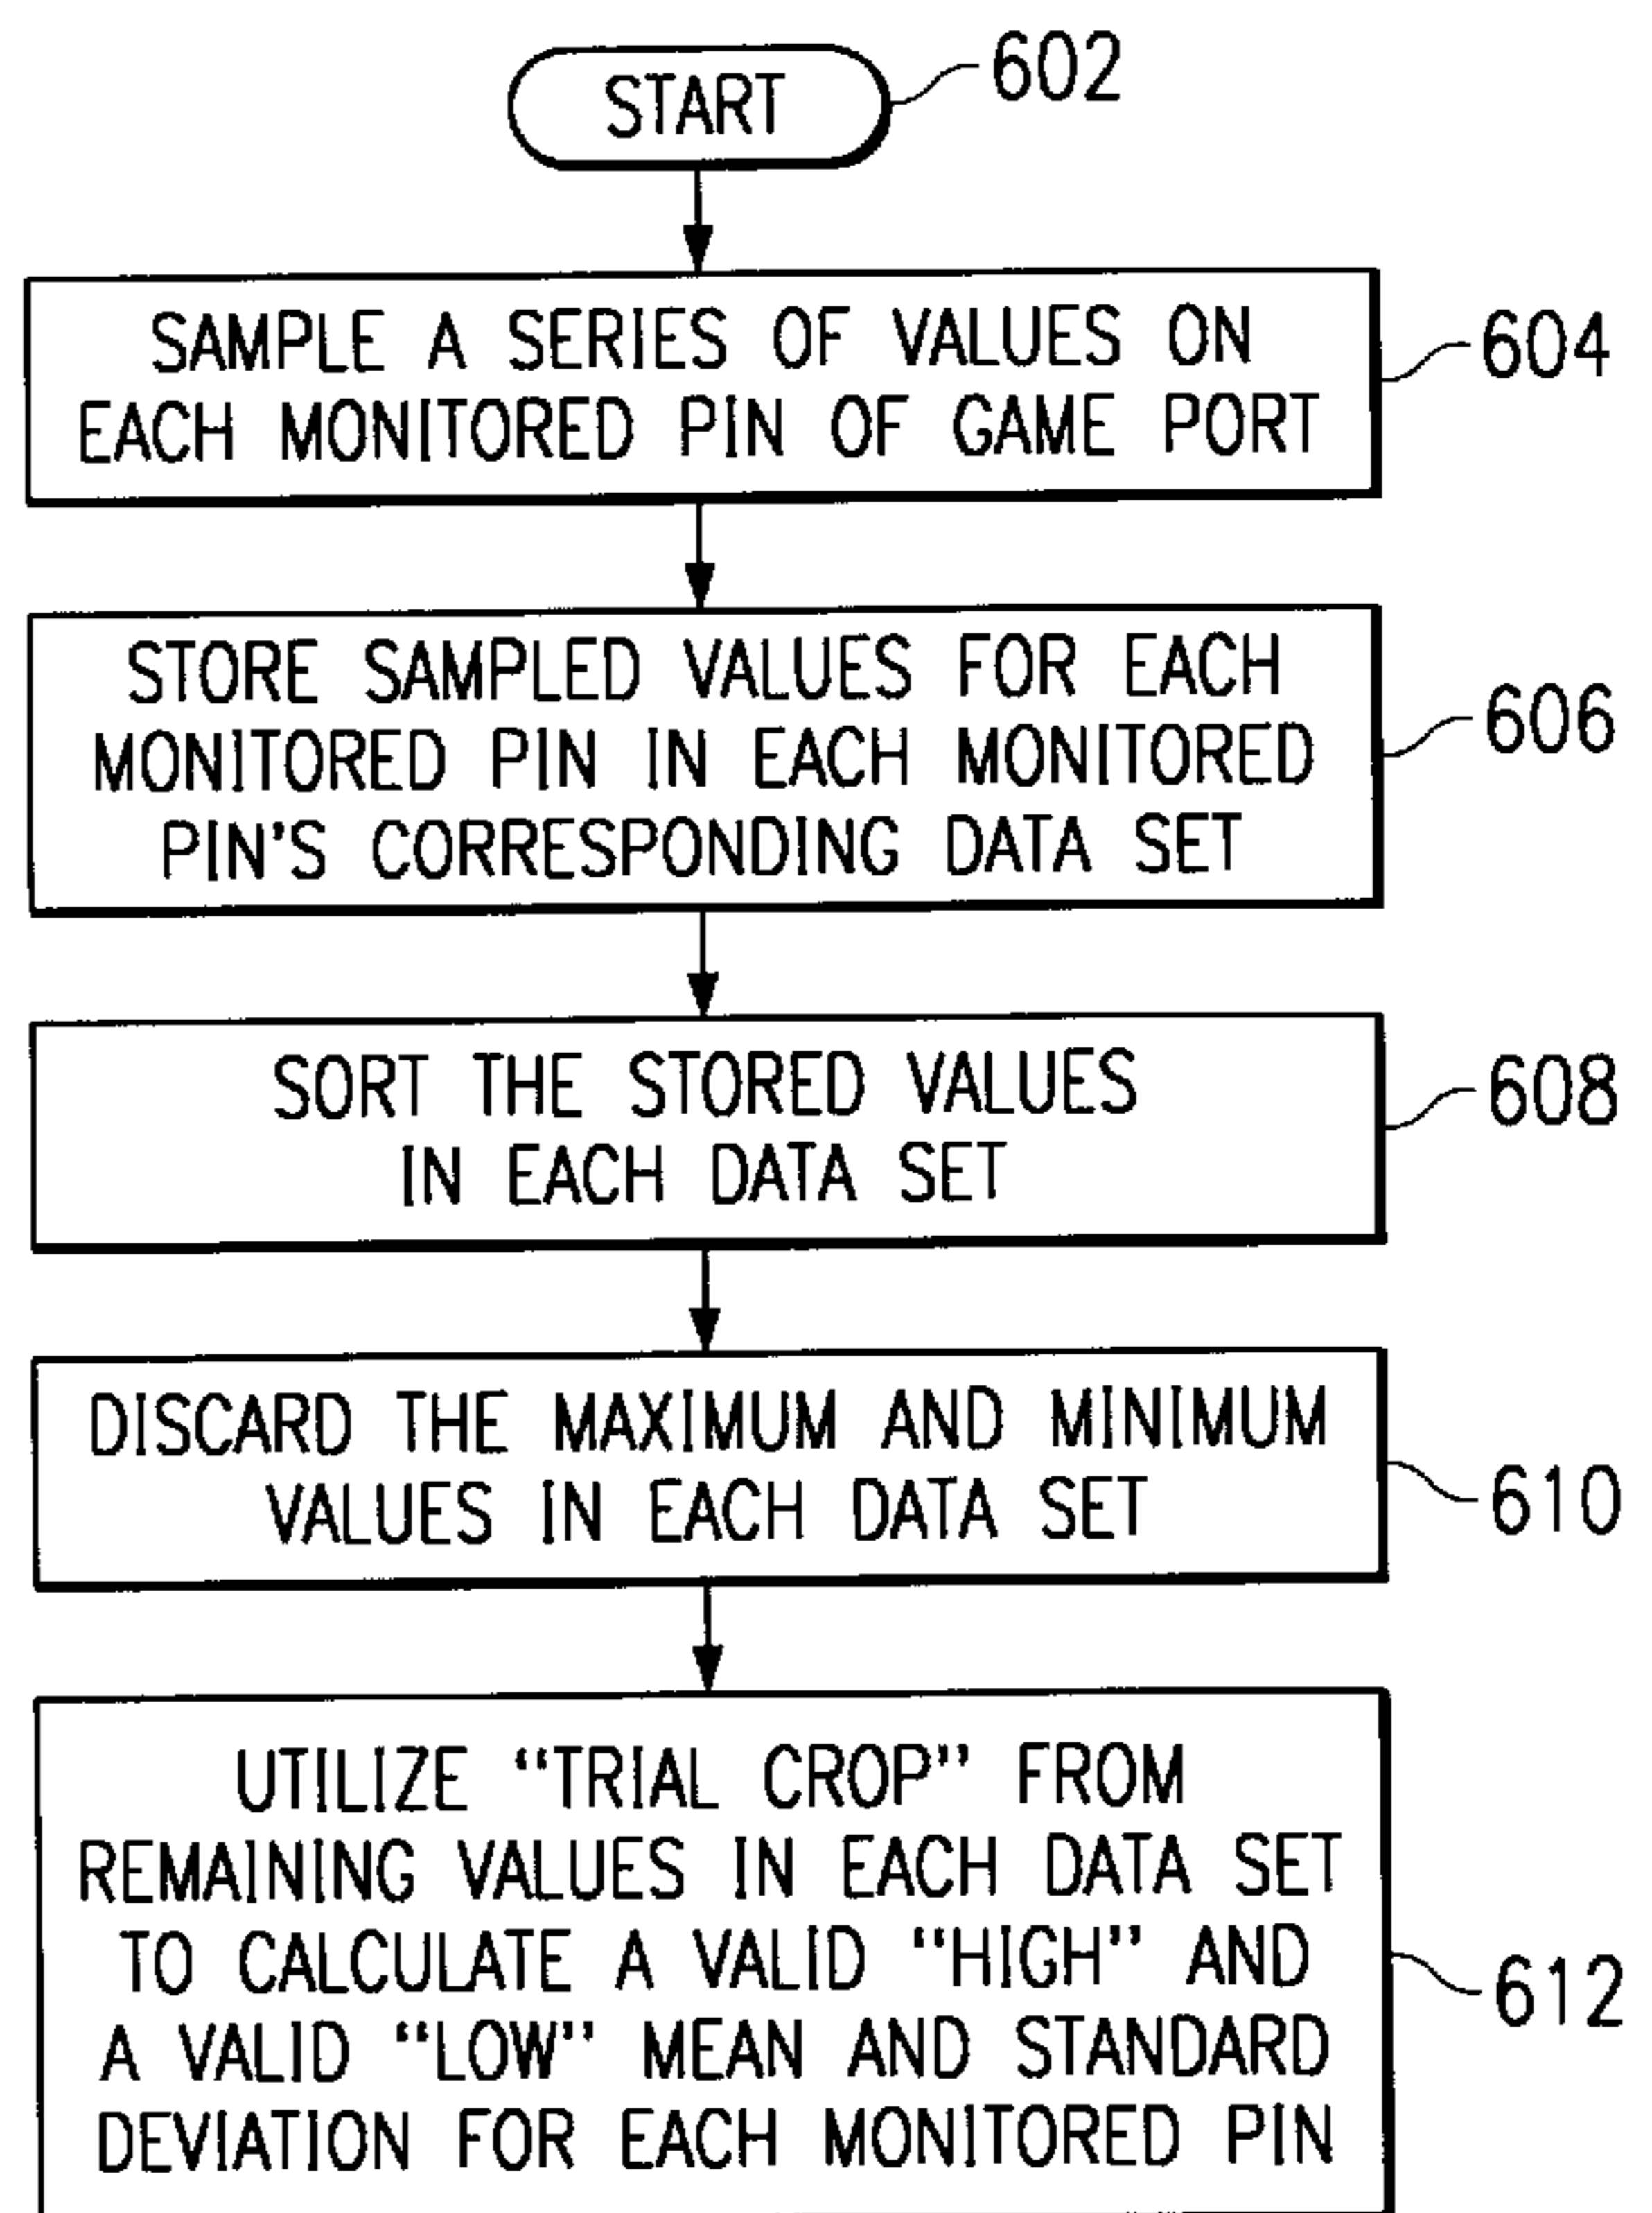 START
602
SAMPLE A SERIES OF VALUES ON
EACH MONITORED PIN OF GAME PORT
604
STORE SAMPLED VALUES FOR EACH
MONITORED PIN IN EACH MONITORED
PIN'S CORRESPONDING DATA SET
606
SORT THE STORED VALUES
IN EACH DATA SET
608
DISCARD THE MAXIMUM AND MINIMUM
VALUES IN EACH DATA SET
610
UTILIZE “TRIAL CROP” FROM
REMAINING VALUES IN EACH DATA SET
TO CALCULATE A VALID “HIGH” AND
A VALID “LOW” MEAN AND STANDARD
DEVIATION FOR EACH MONITORED PIN
612